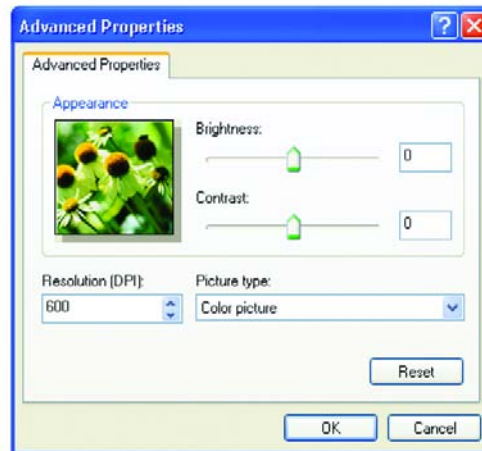 Advanced Properties
Advanced Properties
Appearance
Brightness:
0
Contrast:
0
Resolution (DPI):
600
Picture type:
Color picture
Reset
OK
Cancel